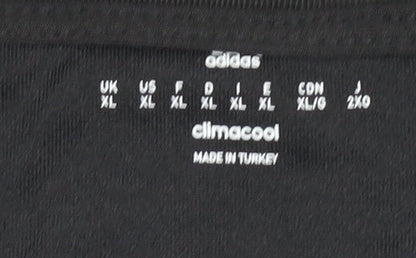 adidas
UK US F D I E CDN J
XL XL XL XL XL XL XL/G 2XO
climacool
MADE IN TURKEY